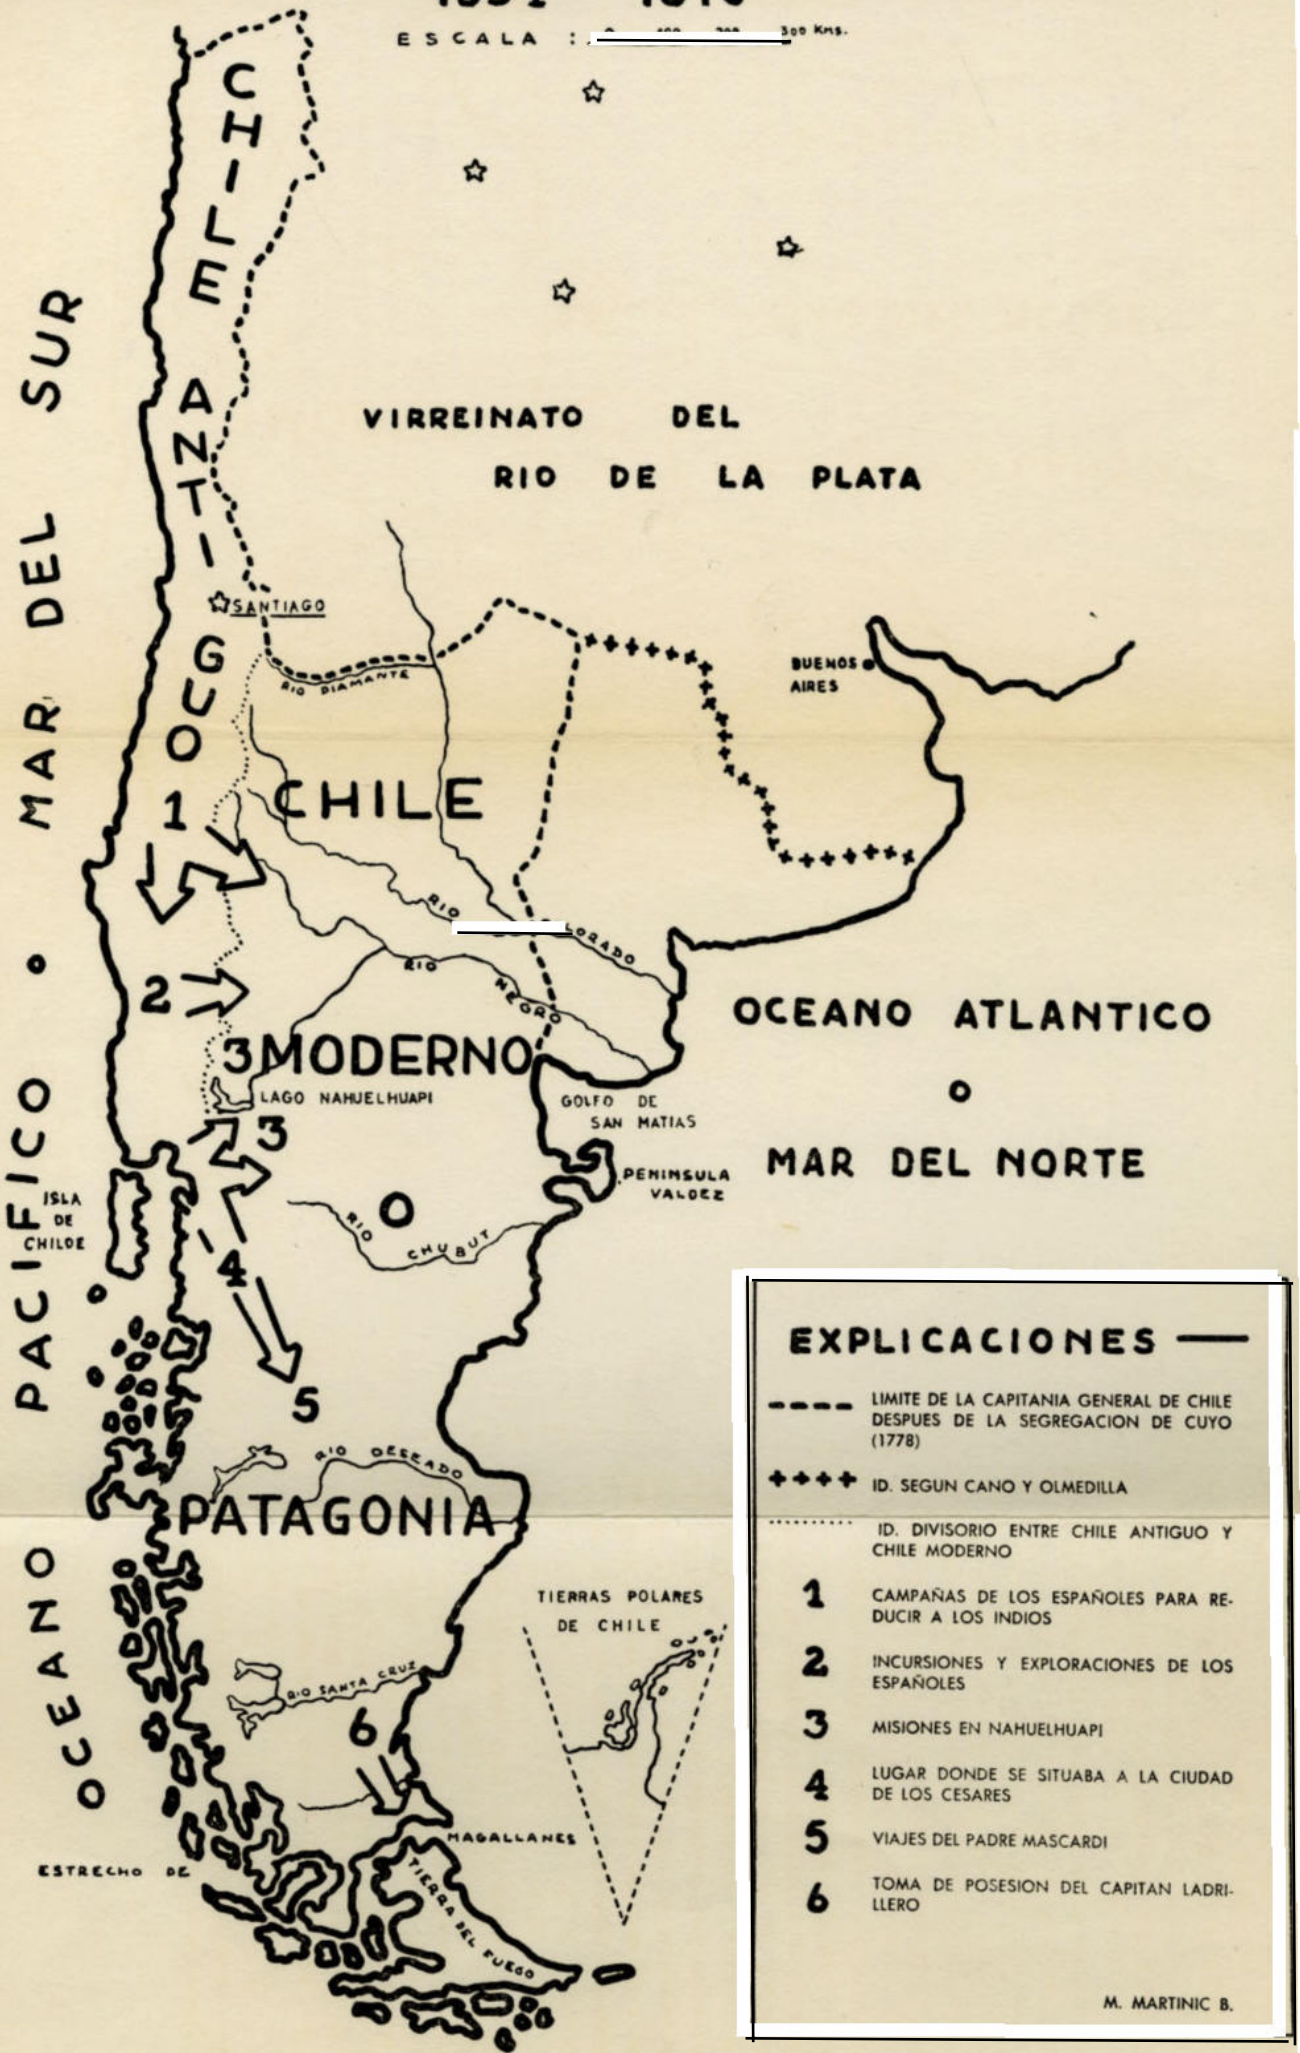 ESCALA : 300 Kms.
CHILE ANTIGUO
MAR DEL SUR
o
OCEANO PACIFICO
VIRREINATO DEL
RIO DE LA PLATA
SANTIAGO
RIO DIAMANTE
BUENOS
AIRES
CHILE
1
RIO LORADO
2
RIO NEGRO
OCEANO ATLANTICO
o
MAR DEL NORTE
3 MODERNO
LAGO NAHUELHUAPI
GOLFO DE
SAN MATIAS
3
PENINSULA
VALDEZ
ISLA
DE
CHILOE
O
RIO CHUBUT
4
5
RIO DESEADO
PATAGONIA
TIERRAS POLARES
DE CHILE
RIO SANTA CRUZ
6
ESTRECHO DE MAGALLANES
TIERRA DEL FUEGO
EXPLICACIONES
LIMITE DE LA CAPITANIA GENERAL DE CHILE
DESPUES DE LA SEGREGACION DE CUYO
(1778)
ID. SEGUN CANO Y OLMEDILLA
ID. DIVISORIO ENTRE CHILE ANTIGUO Y
CHILE MODERNO
1 CAMPAÑAS DE LOS ESPAÑOLES PARA RE-
DUCIR A LOS INDIOS
2 INCURSIONES Y EXPLORACIONES DE LOS
ESPAÑOLES
3 MISIONES EN NAHUELHUAPI
4 LUGAR DONDE SE SITUABA A LA CIUDAD
DE LOS CESARES
5 VIAJES DEL PADRE MASCARDI
6 TOMA DE POSESION DEL CAPITAN LADRI-
LLERO
M. MARTINIC B.